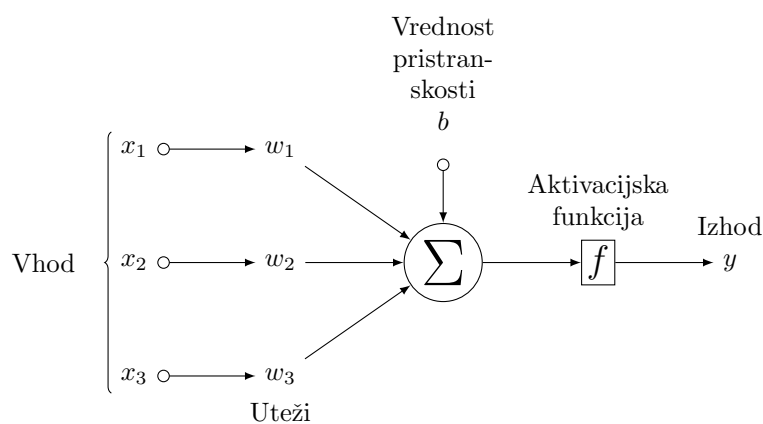 Vrednost
pristran-
skosti
b
x₁
w₁
Aktivacijska
funkcija
Izhod
Vhod
x₂
w₂
Σ
f
y
x₃
w₃
Uteži